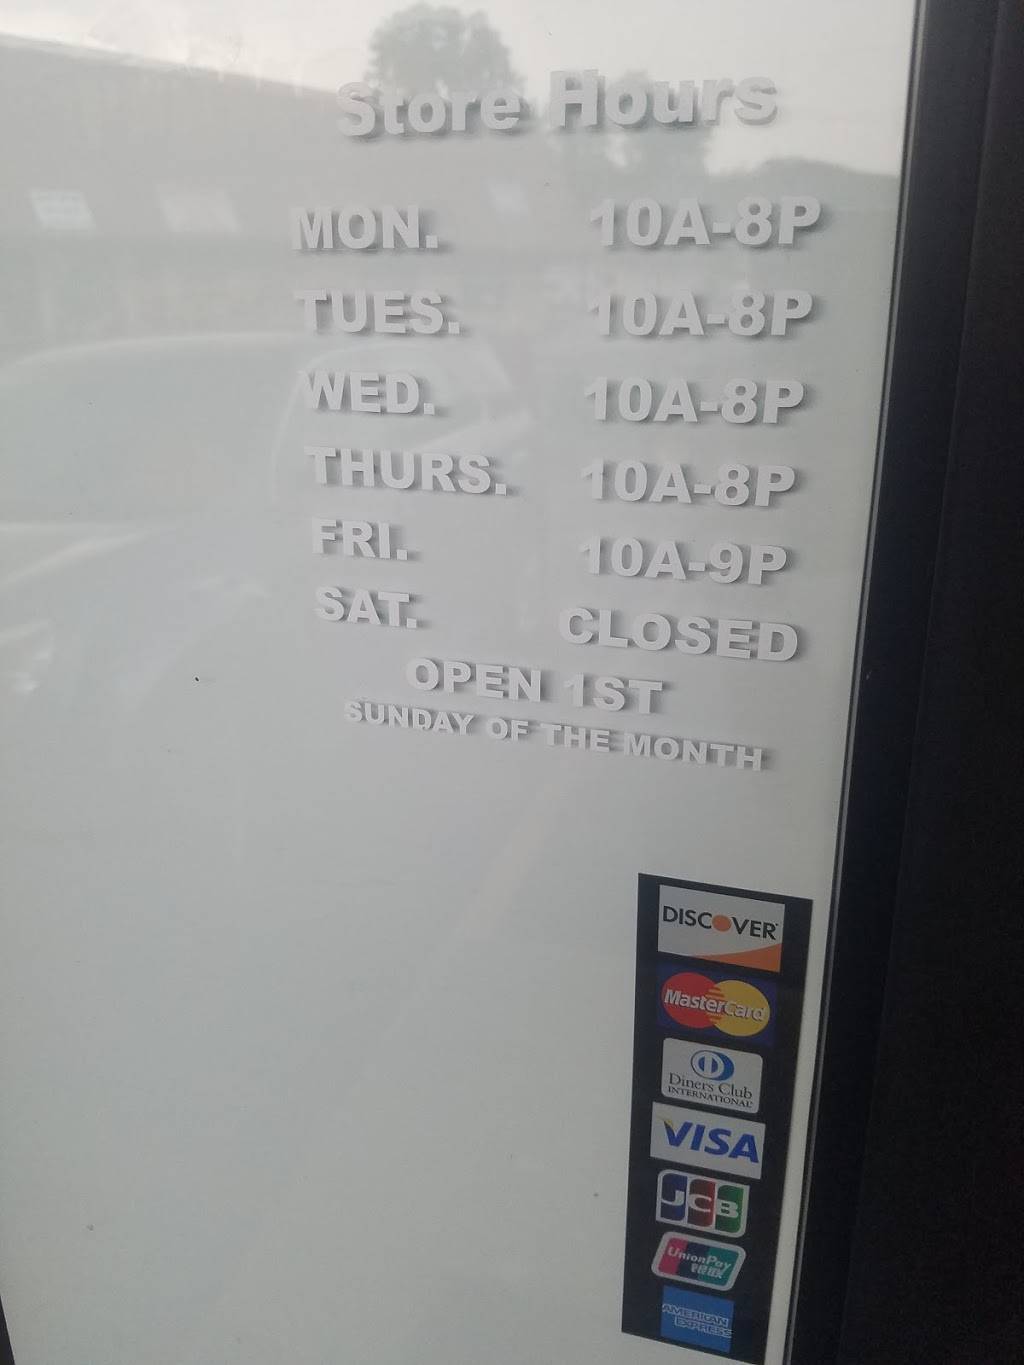 Store Hours
MON. 10A-8P
TUES. 10A-8P
WED. 10A-8P
THURS. 10A-8P
FRI. 10A-9P
SAT. CLOSED
OPEN 1ST
SUNDAY OF THE MONTH
DISCOVER
MasterCard
Diners Club
INTERNATIONAL
VISA
JCB
UnionPay
银联
AMERICAN
EXPRESS